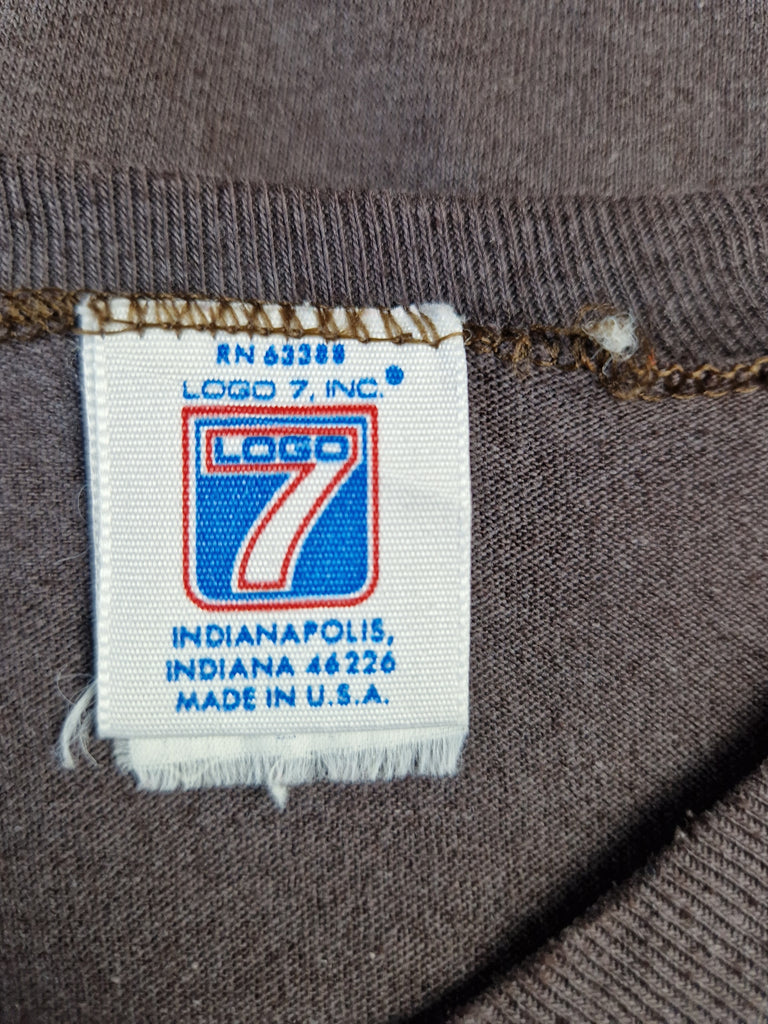 RN 63388
LOGO 7, INC.®
LOGO
7
INDIANAPOLIS,
INDIANA 46226
MADE IN U.S.A.